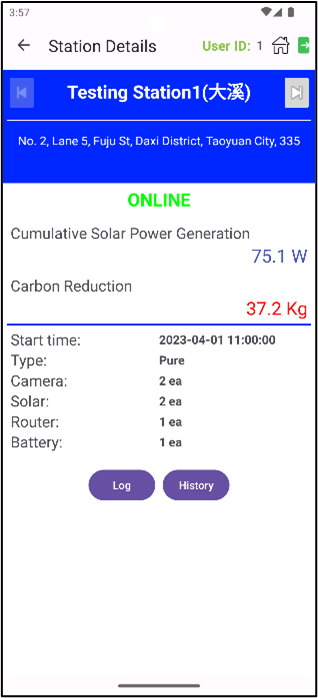 3:57
Station Details User ID: 1
Testing Station1(大溪)
No. 2, Lane 5, Fuju St, Daxi District, Taoyuan City, 335
ONLINE
Cumulative Solar Power Generation
75.1 W
Carbon Reduction
37.2 Kg
Start time: 2023-04-01 11:00:00
Type: Pure
Camera: 2 ea
Solar: 2 ea
Router: 1 ea
Battery: 1 ea
Log History